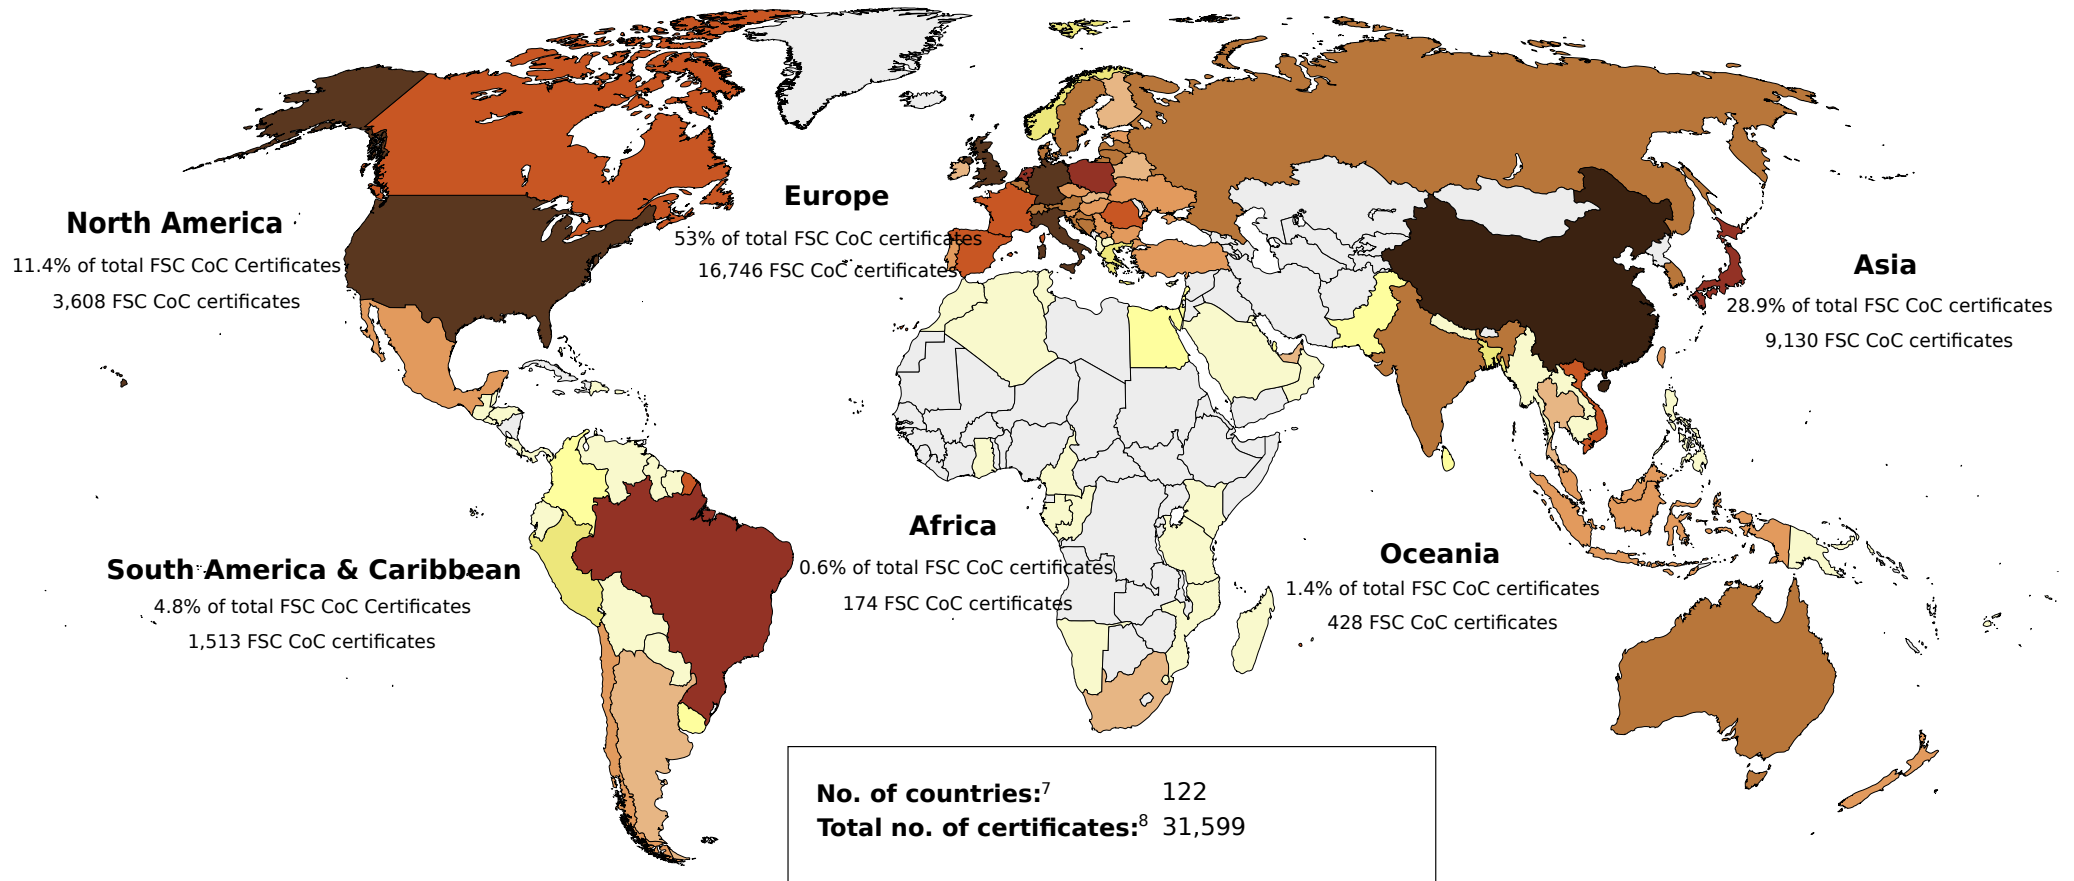 North America
11.4% of total FSC CoC Certificates
3,608 FSC CoC certificates
Europe
53% of total FSC CoC certificates
16,746 FSC CoC certificates
Asia
28.9% of total FSC CoC certificates
9,130 FSC CoC certificates
South America & Caribbean
4.8% of total FSC CoC Certificates
1,513 FSC CoC certificates
Africa
0.6% of total FSC CoC certificates
174 FSC CoC certificates
Oceania
1.4% of total FSC CoC certificates
428 FSC CoC certificates
No. of countries:⁷ 122
Total no. of certificates:⁸ 31,599